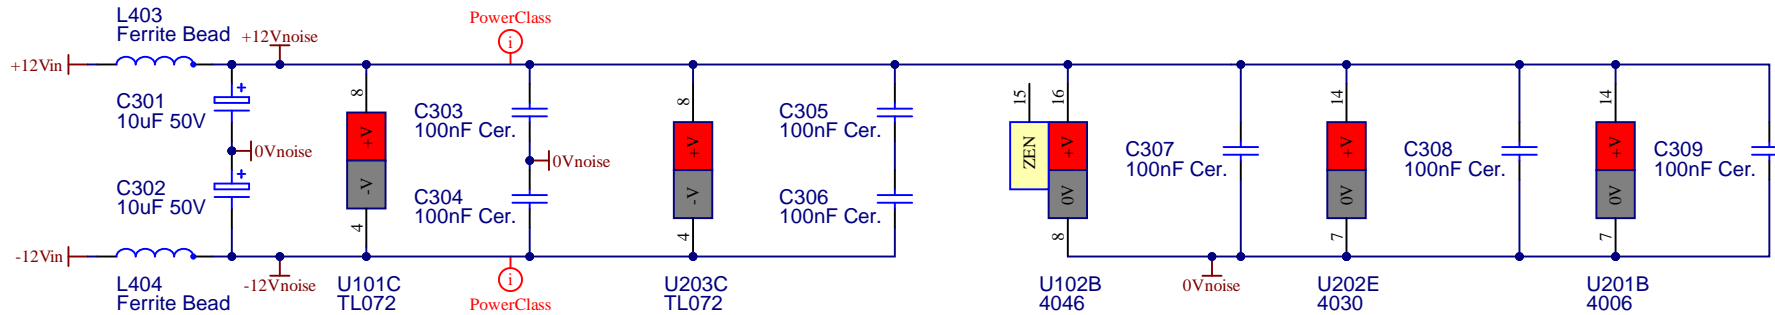 L403
Ferrite Bead
+12Vnoise
PowerClass
i
+12Vin
C301
10uF 50V
0Vnoise
C302
10uF 50V
-12Vin
L404
Ferrite Bead
-12Vnoise
8
+V
-V
4
U101C
TL072
C303
100nF Cer.
0Vnoise
C304
100nF Cer.
i
PowerClass
8
+V
-V
4
U203C
TL072
C305
100nF Cer.
C306
100nF Cer.
15
16
ZEN
+V
0V
8
U102B
4046
C307
100nF Cer.
0Vnoise
14
+V
0V
7
U202E
4030
C308
100nF Cer.
14
+V
0V
7
U201B
4006
C309
100nF Cer.